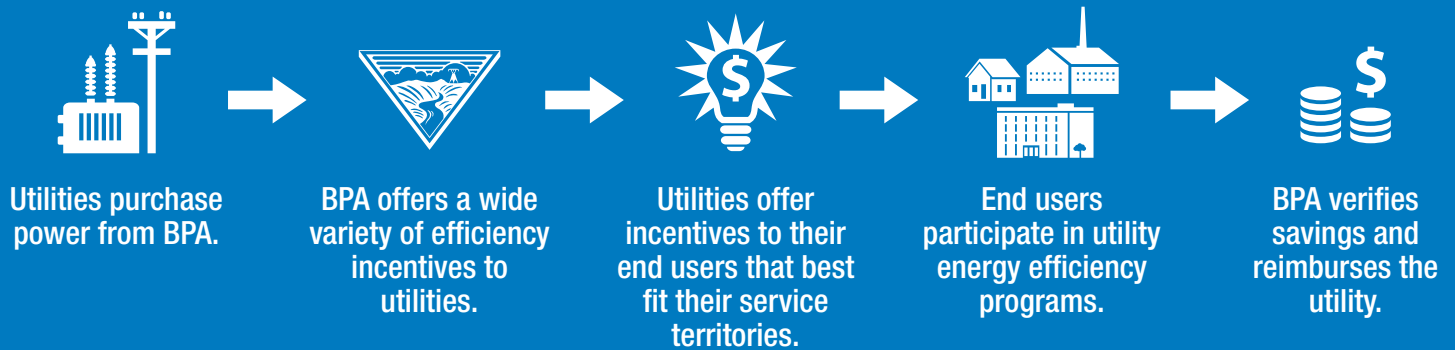 $
$
Utilities purchase
power from BPA.
BPA offers a wide
variety of efficiency
incentives to
utilities.
Utilities offer
incentives to their
end users that best
fit their service
territories.
End users
participate in utility
energy efficiency
programs.
BPA verifies
savings and
reimburses the
utility.